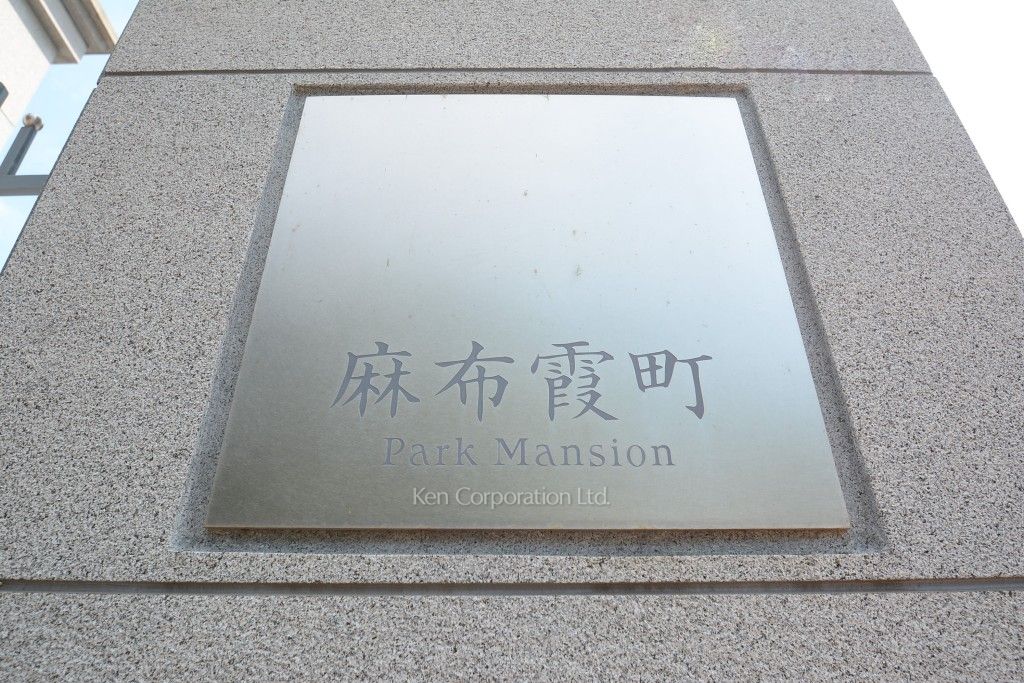 麻布霞町
Park Mansion
Ken Corporation Ltd.